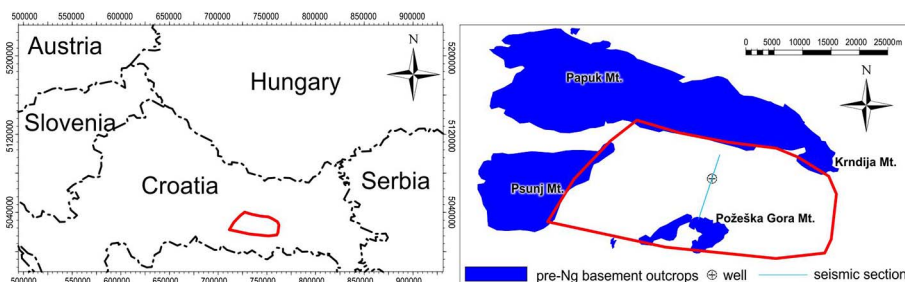 500000 550000 600000 650000 700000 750000 800000 850000 900000
5200000
5120000
5040000
Austria
Slovenia
Hungary
Croatia
Serbia
N
500000 550000 600000 650000 700000 750000 800000 850000 900000
0 5000 10000 15000 20000 25000m
N
5200000
5120000
5040000
Papuk Mt.
Psunj Mt.
Krndija Mt.
Požeška Gora Mt.
pre-Ng basement outcrops
well
seismic section